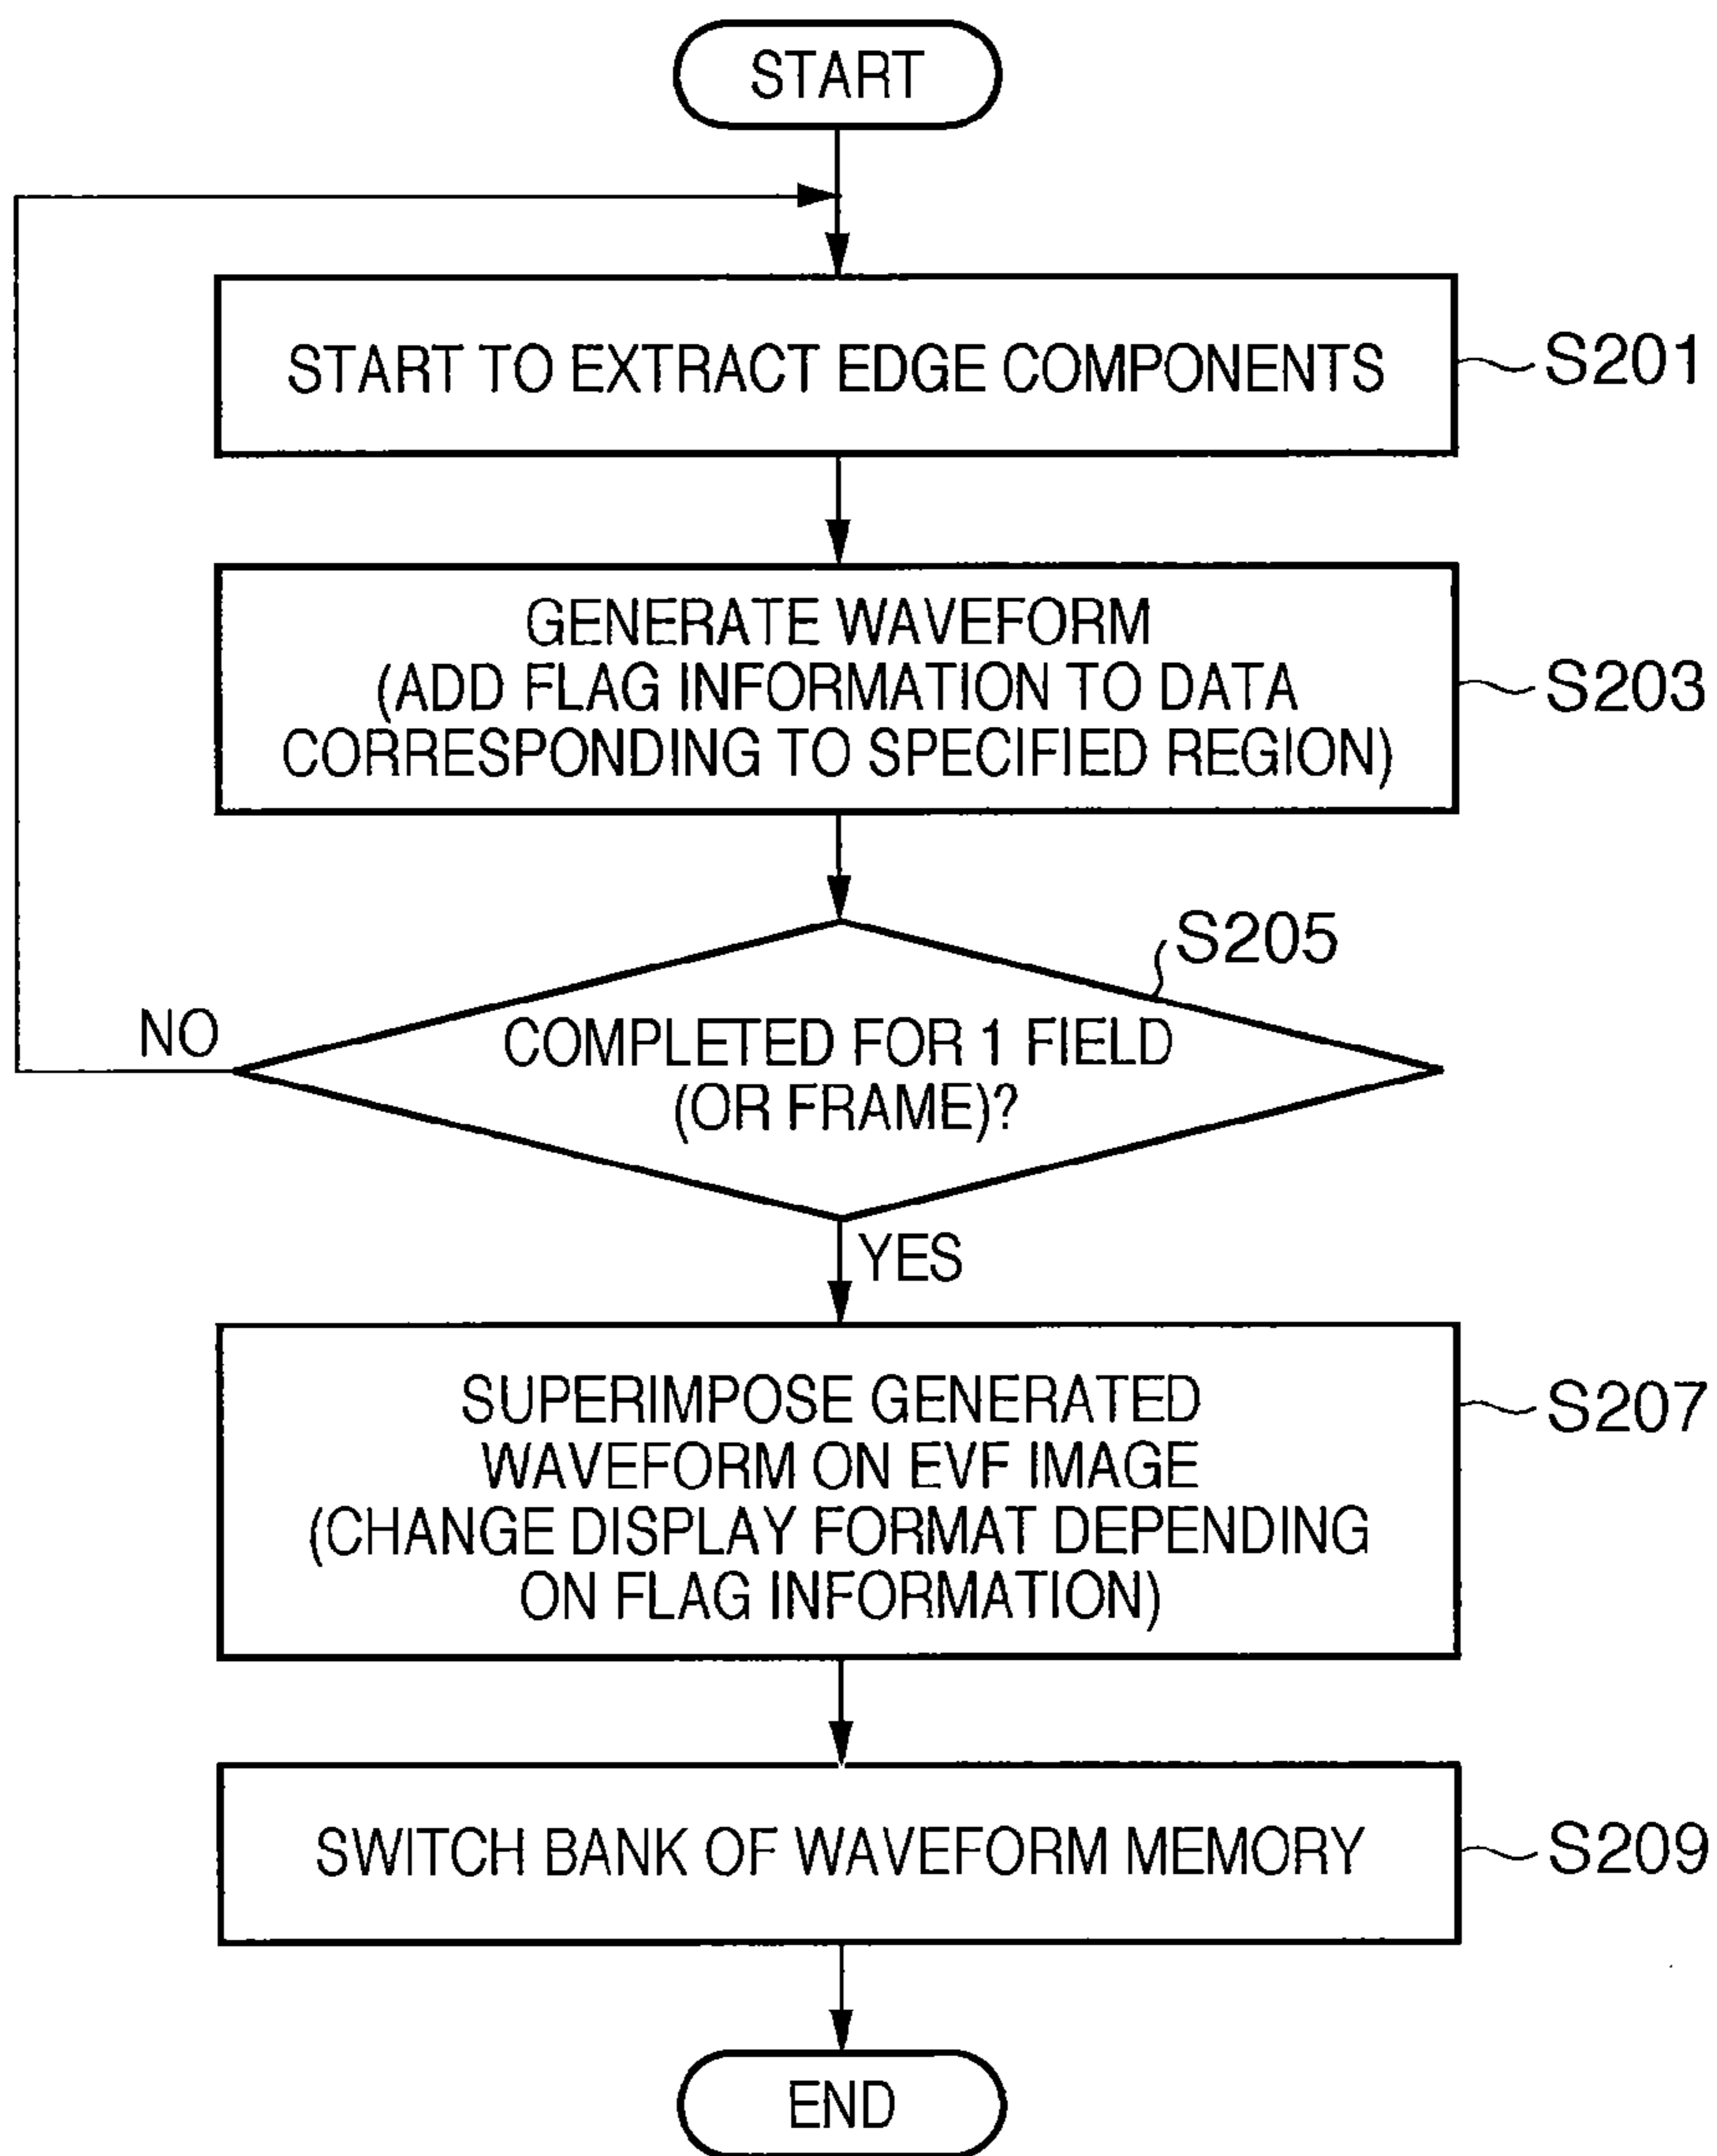 START
START TO EXTRACT EDGE COMPONENTS
S201
GENERATE WAVEFORM
(ADD FLAG INFORMATION TO DATA
CORRESPONDING TO SPECIFIED REGION)
S203
S205
NO
COMPLETED FOR 1 FIELD
(OR FRAME)?
YES
SUPERIMPOSE GENERATED
WAVEFORM ON EVF IMAGE
(CHANGE DISPLAY FORMAT DEPENDING
ON FLAG INFORMATION)
S207
SWITCH BANK OF WAVEFORM MEMORY
S209
END